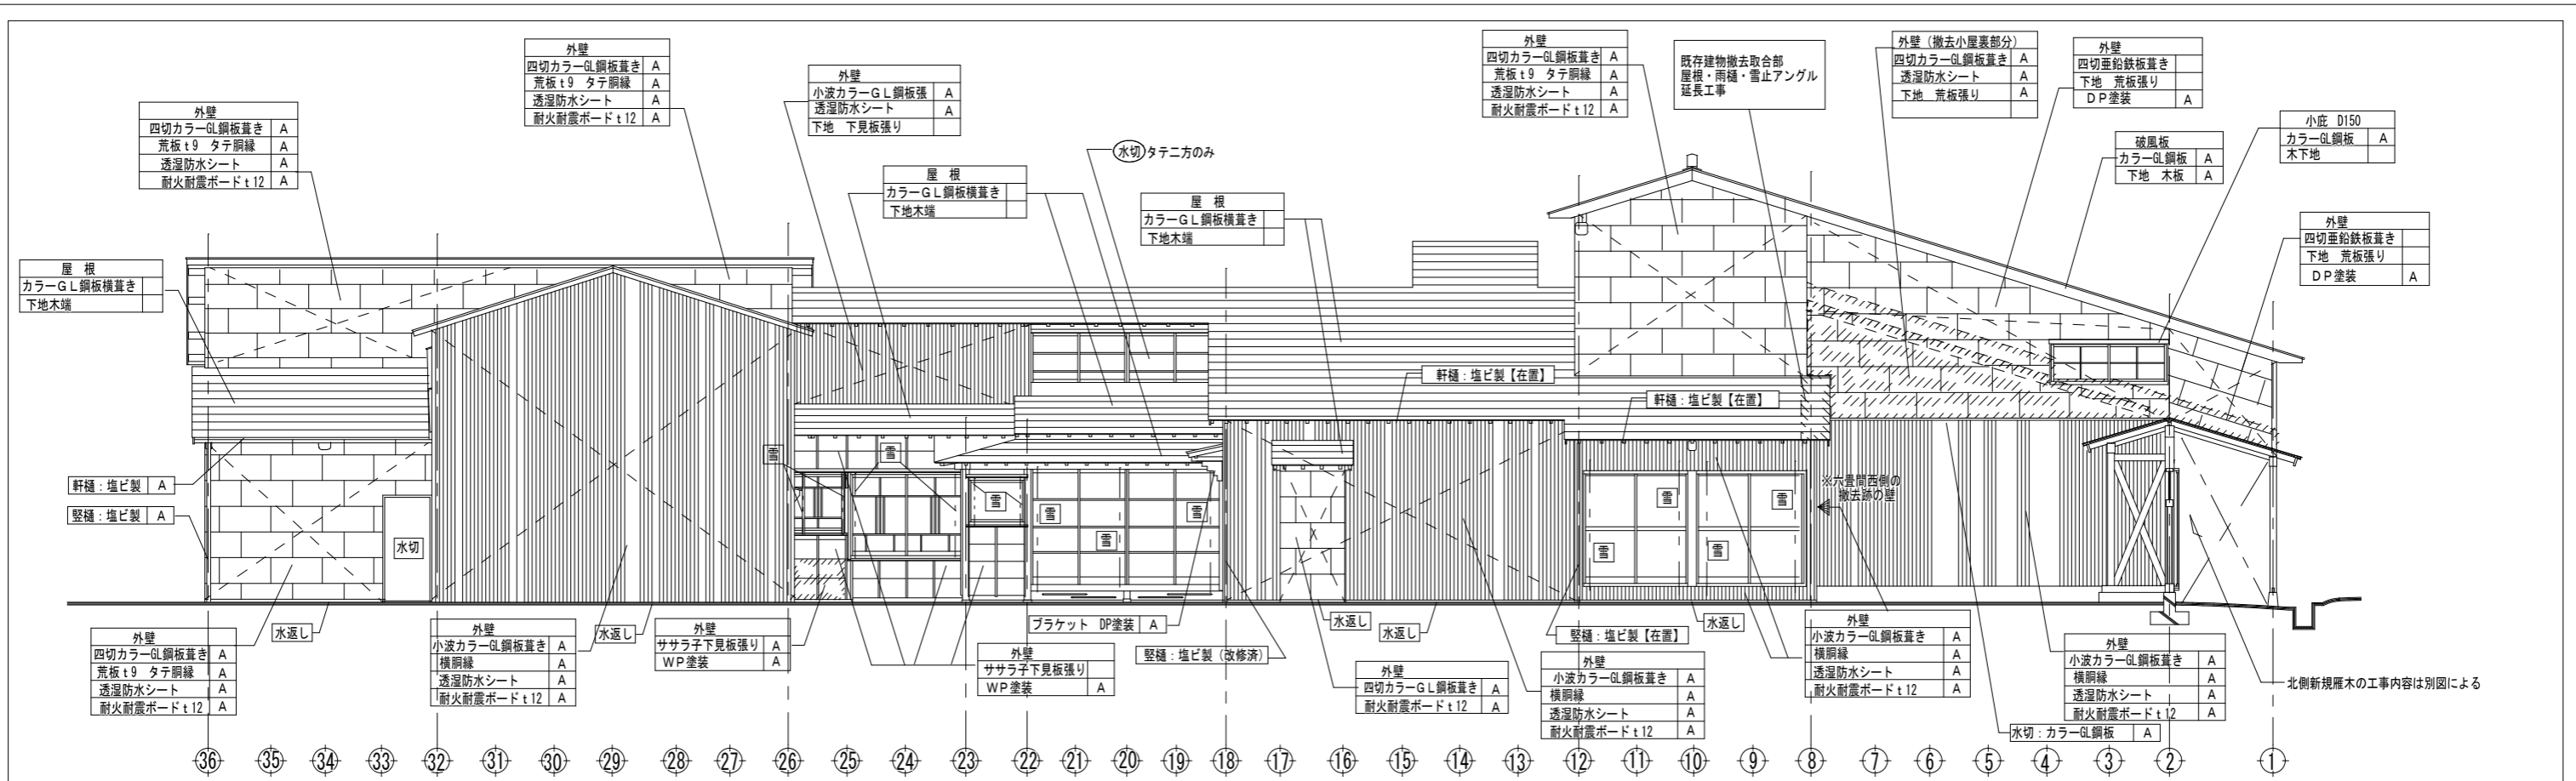 外壁
四切カラーGL鋼板葺き A
荒板t9 タテ胴縁 A
透湿防水シート A
耐火耐震ボードt12 A
外壁
四切カラーGL鋼板葺き A
荒板t9 タテ胴縁 A
透湿防水シート A
耐火耐震ボードt12 A
外壁
小波カラーGL鋼板張 A
透湿防水シート A
下地 下見板張り
水切 タテ二方のみ
屋 根
カラーGL鋼板横葺き
下地木端
屋 根
カラーGL鋼板横葺き
下地木端
外壁
四切カラーGL鋼板葺き A
荒板t9 タテ胴縁 A
透湿防水シート A
耐火耐震ボードt12 A
既存建物撤去取合部
屋根・雨樋・雪止アングル
延長工事
外壁(撤去小屋裏部分)
四切カラーGL鋼板葺き A
透湿防水シート A
下地 荒板張り A
外壁
四切亜鉛鉄板葺き
下地 荒板張り
DP塗装 A
破風板
カラーGL鋼板 A
下地 木板 A
小庇 D150
カラーGL鋼板 A
木下地
外壁
四切亜鉛鉄板葺き
下地 荒板張り
DP塗装 A
屋 根
カラーGL鋼板横葺き
下地木端
軒樋:塩ビ製【在置】
軒樋:塩ビ製【在置】
軒樋:塩ビ製 A
竪樋:塩ビ製 A
水切
雪
雪
雪
雪
雪
雪
雪
雪
雪
雪
※六畳間西側の
撤去跡の壁
外壁
四切カラーGL鋼板葺き A
荒板t9 タテ胴縁 A
透湿防水シート A
耐火耐震ボードt12 A
水返し
外壁
小波カラーGL鋼板葺き A
横胴縁 A
透湿防水シート A
耐火耐震ボードt12 A
水返し
外壁
ササラ子下見板張り A
WP塗装 A
外壁
ササラ子下見板張り
WP塗装 A
ブラケット DP塗装 A
竪樋:塩ビ製(改修済)
水返し
水返し
外壁
四切カラーGL鋼板葺き A
耐火耐震ボードt12 A
竪樋:塩ビ製【在置】
外壁
小波カラーGL鋼板葺き A
横胴縁 A
透湿防水シート A
耐火耐震ボードt12 A
水返し
外壁
小波カラーGL鋼板葺き A
横胴縁 A
透湿防水シート A
耐火耐震ボードt12 A
外壁
小波カラーGL鋼板葺き A
横胴縁 A
透湿防水シート A
耐火耐震ボードt12 A
水切:カラーGL鋼板 A
北側新規雁木の工事内容は別図による
36 35 34 33 32 31 30 29 28 27 26 25 24 23 22 21 20 19 18 17 16 15 14 13 12 11 10 9 8 7 6 5 4 3 2 1